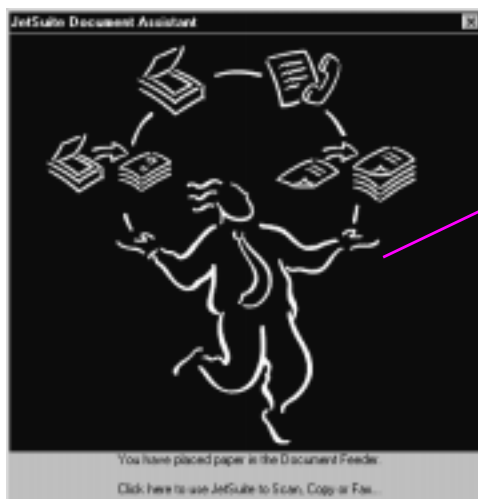 JetSuite Document Assistant
You have placed paper in the Document Feeder.
Click here to use JetSuite to Scan, Copy or Fax...